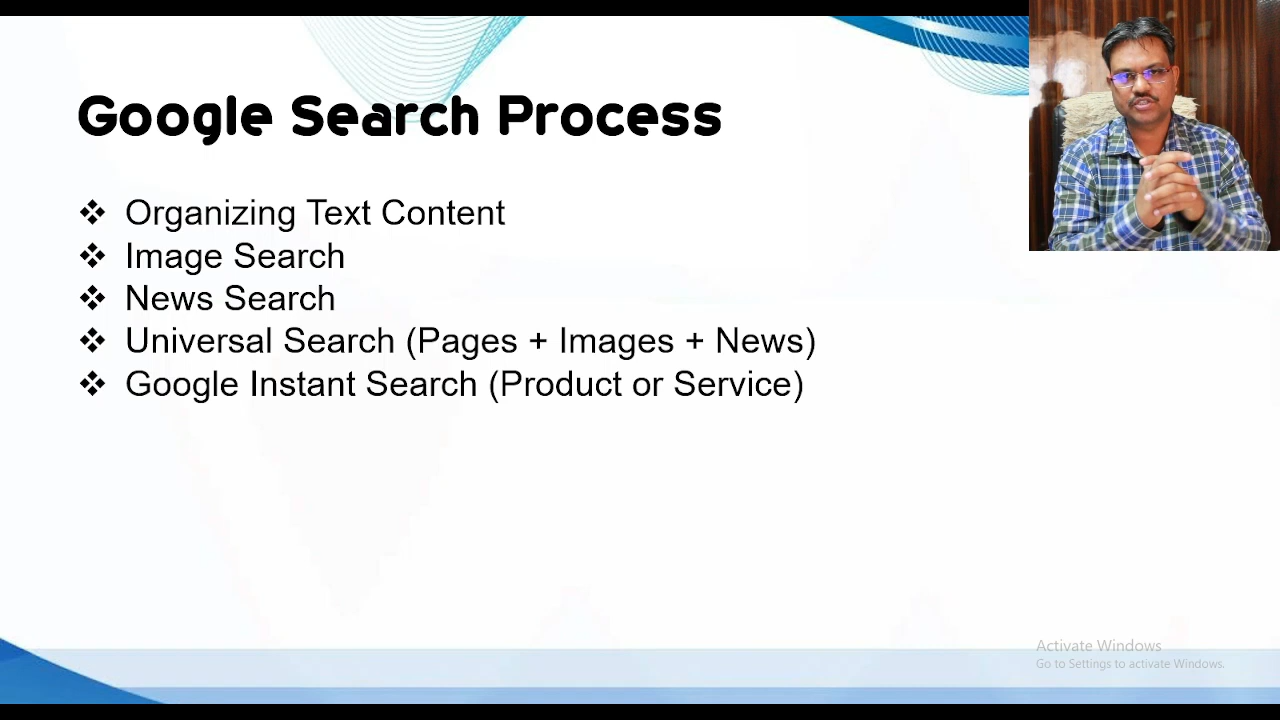 Google Search Process
❖ Organizing Text Content
❖ Image Search
❖ News Search
❖ Universal Search (Pages + Images + News)
❖ Google Instant Search (Product or Service)
Activate Windows
Go to Settings to activate Windows.